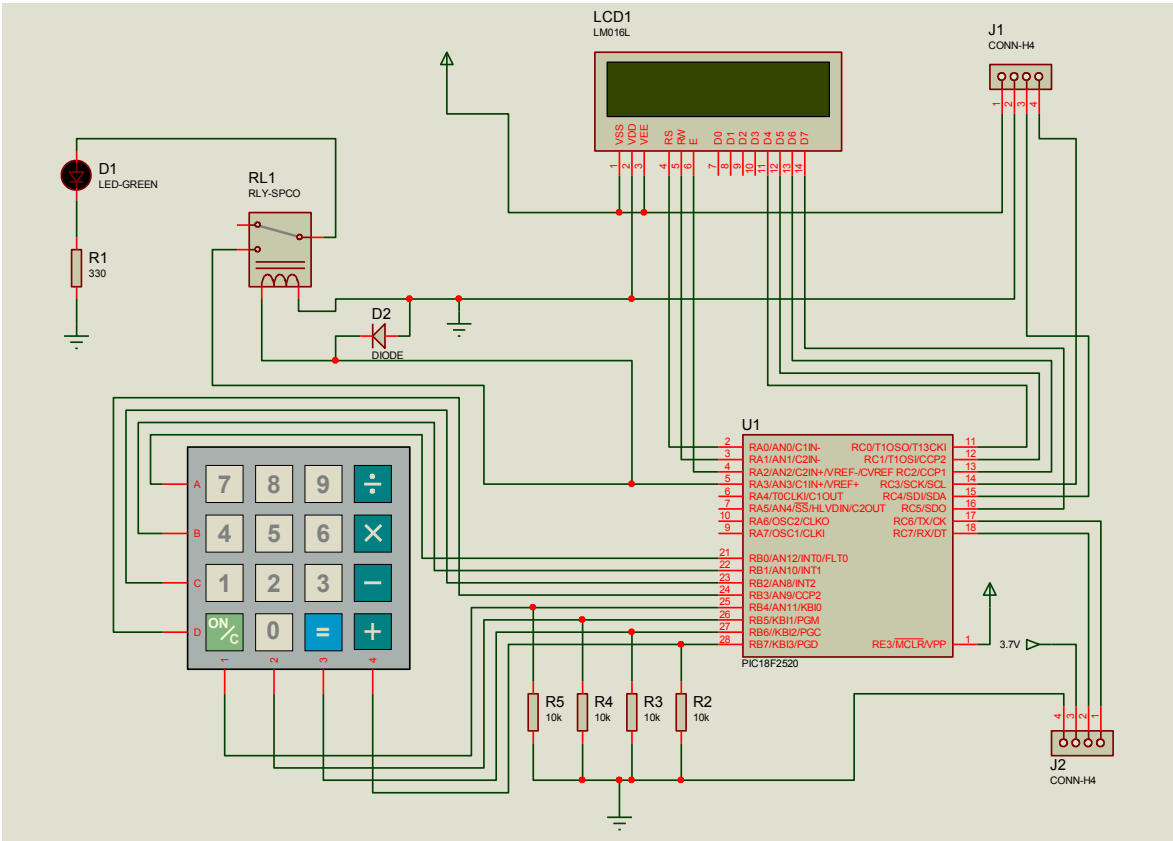 LCD1
LM016L
J1
CONN-H4
VSS
VDD
VEE
RS
RW
E
D0
D1
D2
D3
D4
D5
D6
D7
1
2
3
4
5
6
7
8
9
10
11
12
13
14
1
2
3
4
D1
LED-GREEN
RL1
RLY-SPCO
R1
330
D2
DIODE
U1
2 RA0/AN0/C1IN- RC0/T1OSO/T13CKI 11
3 RA1/AN1/C2IN- RC1/T1OSI/CCP2 12
4 RA2/AN2/C2IN+/VREF-/CVREF RC2/CCP1 13
5 RA3/AN3/C1IN+/VREF+ RC3/SCK/SCL 14
6 RA4/T0CLKI/C1OUT RC4/SDI/SDA 15
7 RA5/AN4/SS/HLVDIN/C2OUT RC5/SDO 16
10 RA6/OSC2/CLKO RC6/TX/CK 17
9 RA7/OSC1/CLKI RC7/RX/DT 18
21 RB0/AN12/INT0/FLT0
22 RB1/AN10/INT1
23 RB2/AN8/INT2
24 RB3/AN9/CCP2
25 RB4/AN11/KBI0
26 RB5/KBI1/PGM
27 RB6//KBI2/PGC
28 RB7/KBI3/PGD RE3/MCLR/VPP 1
PIC18F2520
3.7V
A 7 8 9 ÷
B 4 5 6 ×
C 1 2 3 −
D ON/C 0 = +
1 2 3 4
R5
10k
R4
10k
R3
10k
R2
10k
4 3 2 1
J2
CONN-H4